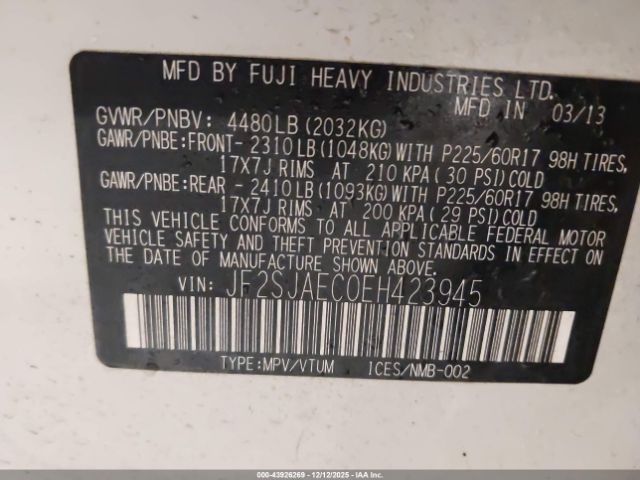 MFD BY FUJI HEAVY INDUSTRIES LTD.
MFD IN 03/13
GVWR/PNBV: 4480LB(2032KG)
GAWR/PNBE:FRONT- 2310LB(1048KG)WITH P225/60R17 98H TIRES,
17X7J RIMS AT 210 KPA(30 PSI)COLD
GAWR/PNBE:REAR -2410LB(1093KG)WITH P225/60R17 98H TIRES,
17X7J RIMS AT 200 KPA(29 PSI)COLD
THIS VEHICLE CONFORMS TO ALL APPLICABLE FEDERAL MOTOR
VEHICLE SAFETY AND THEFT PREVENTION STANDARDS IN EFFECT ON
THE DATE OF MANUFACTURE SHOWN ABOVE.
VIN: JF2SJAEC0EH423945
TYPE:MPV/VTUM ICES/NMB-002
000-43926269 - 12/12/2025 - IAAI.COM